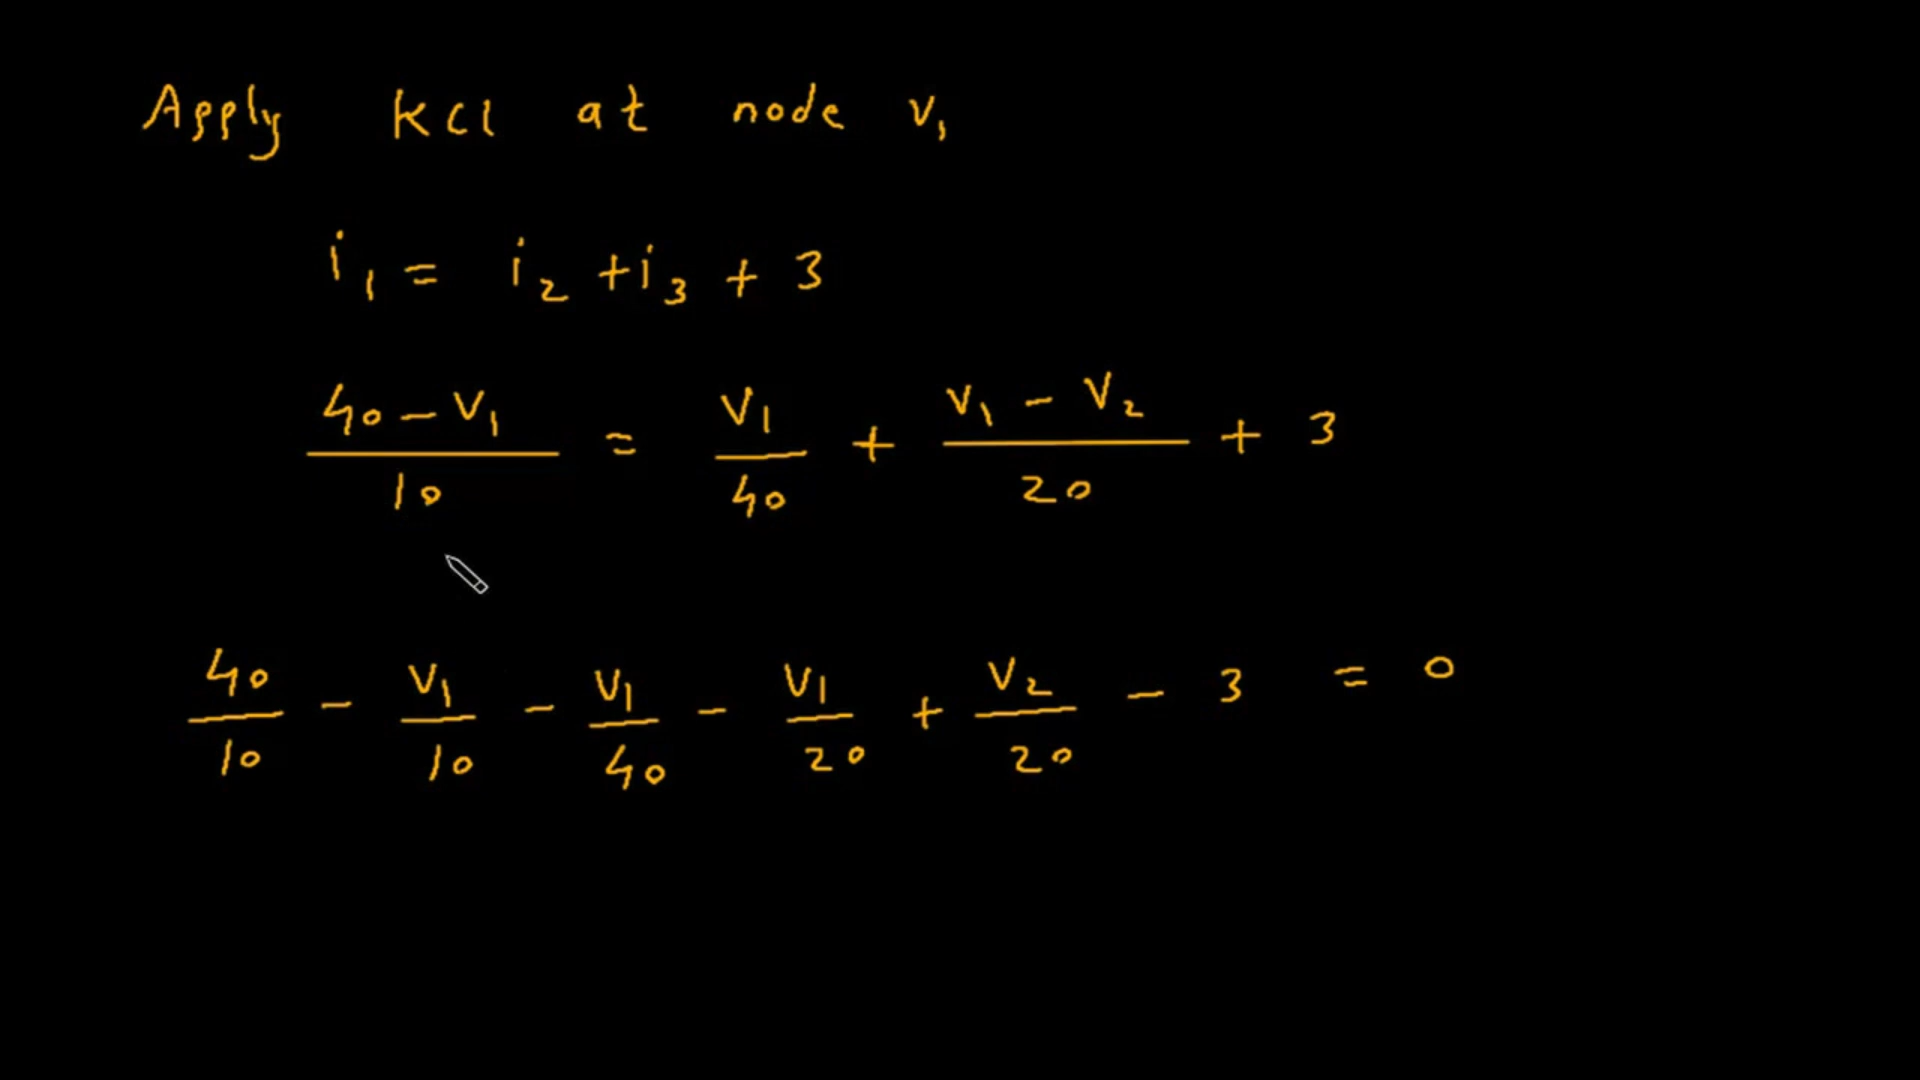 Apply kcl at node v₁
i₁ = i₂ + i₃ + 3
(40 - v₁)/10 = v₁/40 + (v₁ - v₂)/20 + 3
40/10 - v₁/10 - v₁/40 - v₁/20 + v₂/20 - 3 = 0